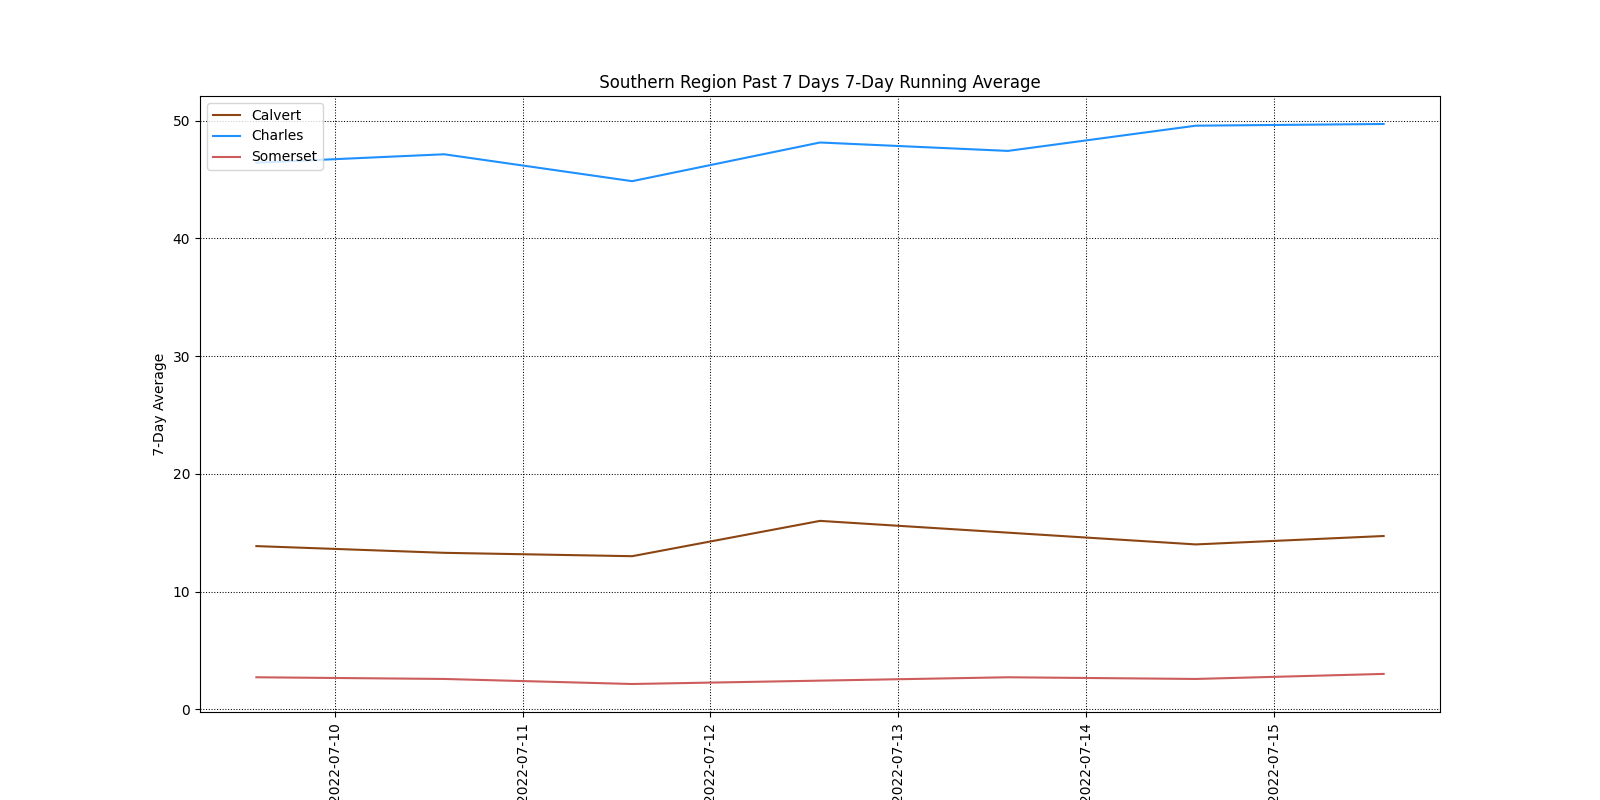 Southern Region Past 7 Days 7-Day Running Average
Calvert
Charles
Somerset
7-Day Average
50
40
30
20
10
0
2022-07-10
2022-07-11
2022-07-12
2022-07-13
2022-07-14
2022-07-15